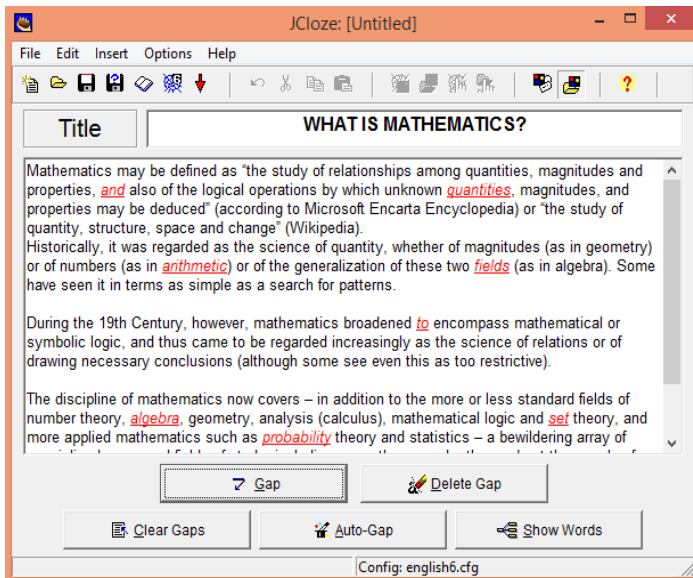 JCloze: [Untitled]
File Edit Insert Options Help
Title
WHAT IS MATHEMATICS?
Mathematics may be defined as “the study of relationships among quantities, magnitudes and
properties, and also of the logical operations by which unknown quantities, magnitudes, and
properties may be deduced” (according to Microsoft Encarta Encyclopedia) or “the study of
quantity, structure, space and change” (Wikipedia).
Historically, it was regarded as the science of quantity, whether of magnitudes (as in geometry)
or of numbers (as in arithmetic) or of the generalization of these two fields (as in algebra). Some
have seen it in terms as simple as a search for patterns.
During the 19th Century, however, mathematics broadened to encompass mathematical or
symbolic logic, and thus came to be regarded increasingly as the science of relations or of
drawing necessary conclusions (although some see even this as too restrictive).
The discipline of mathematics now covers – in addition to the more or less standard fields of
number theory, algebra, geometry, analysis (calculus), mathematical logic and set theory, and
more applied mathematics such as probability theory and statistics – a bewildering array of
Gap
Delete Gap
Clear Gaps
Auto-Gap
Show Words
Config: english6.cfg